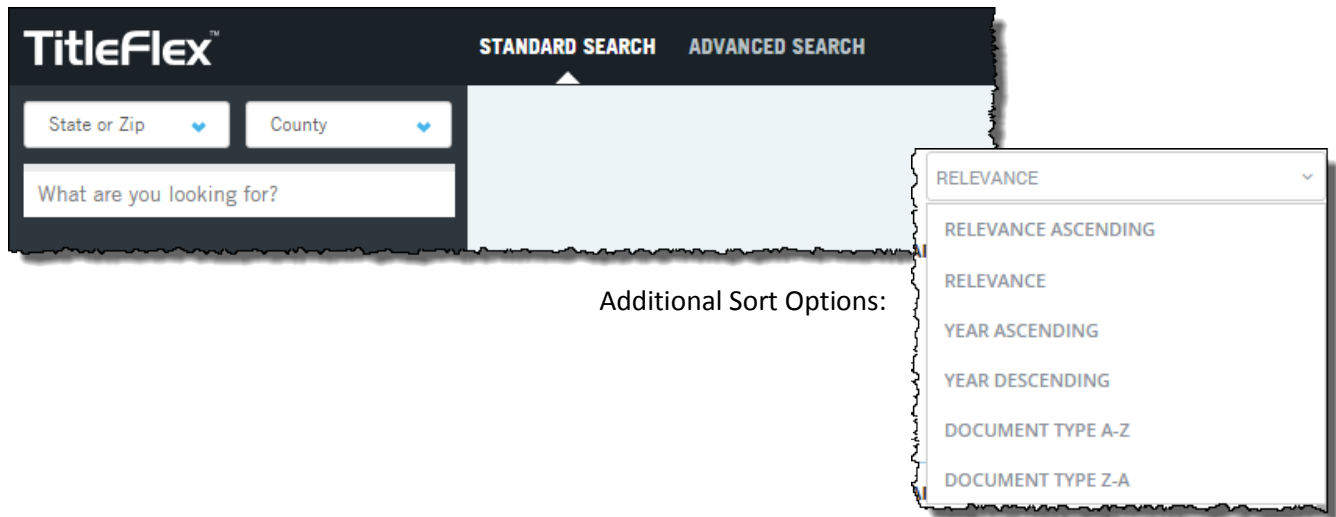 TitleFlex™
STANDARD SEARCH ADVANCED SEARCH
State or Zip County
What are you looking for?
Additional Sort Options:
RELEVANCE
RELEVANCE ASCENDING
RELEVANCE
YEAR ASCENDING
YEAR DESCENDING
DOCUMENT TYPE A-Z
DOCUMENT TYPE Z-A